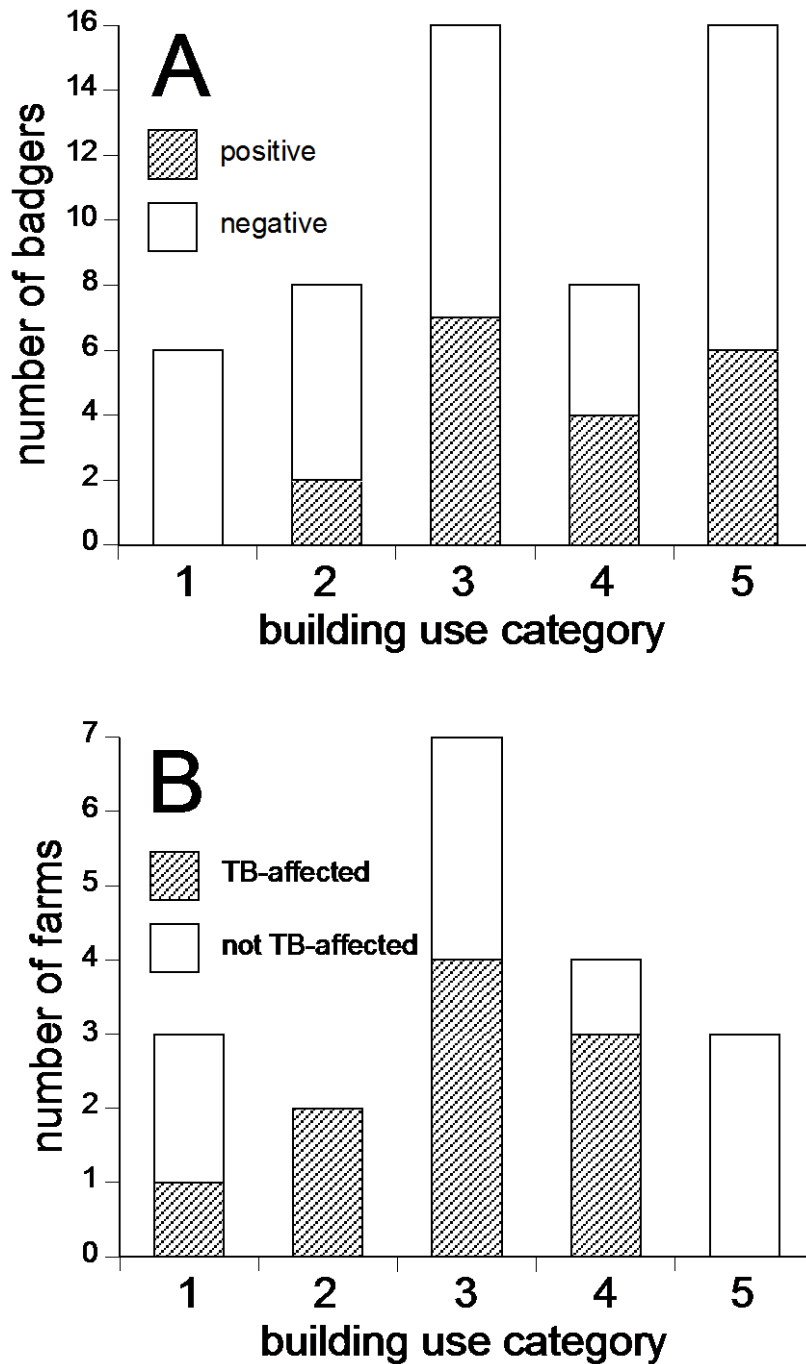 A
positive
negative
number of badgers
16
14
12
10
8
6
4
2
0
1 2 3 4 5
building use category
B
TB-affected
not TB-affected
number of farms
7
6
5
4
3
2
1
0
1 2 3 4 5
building use category